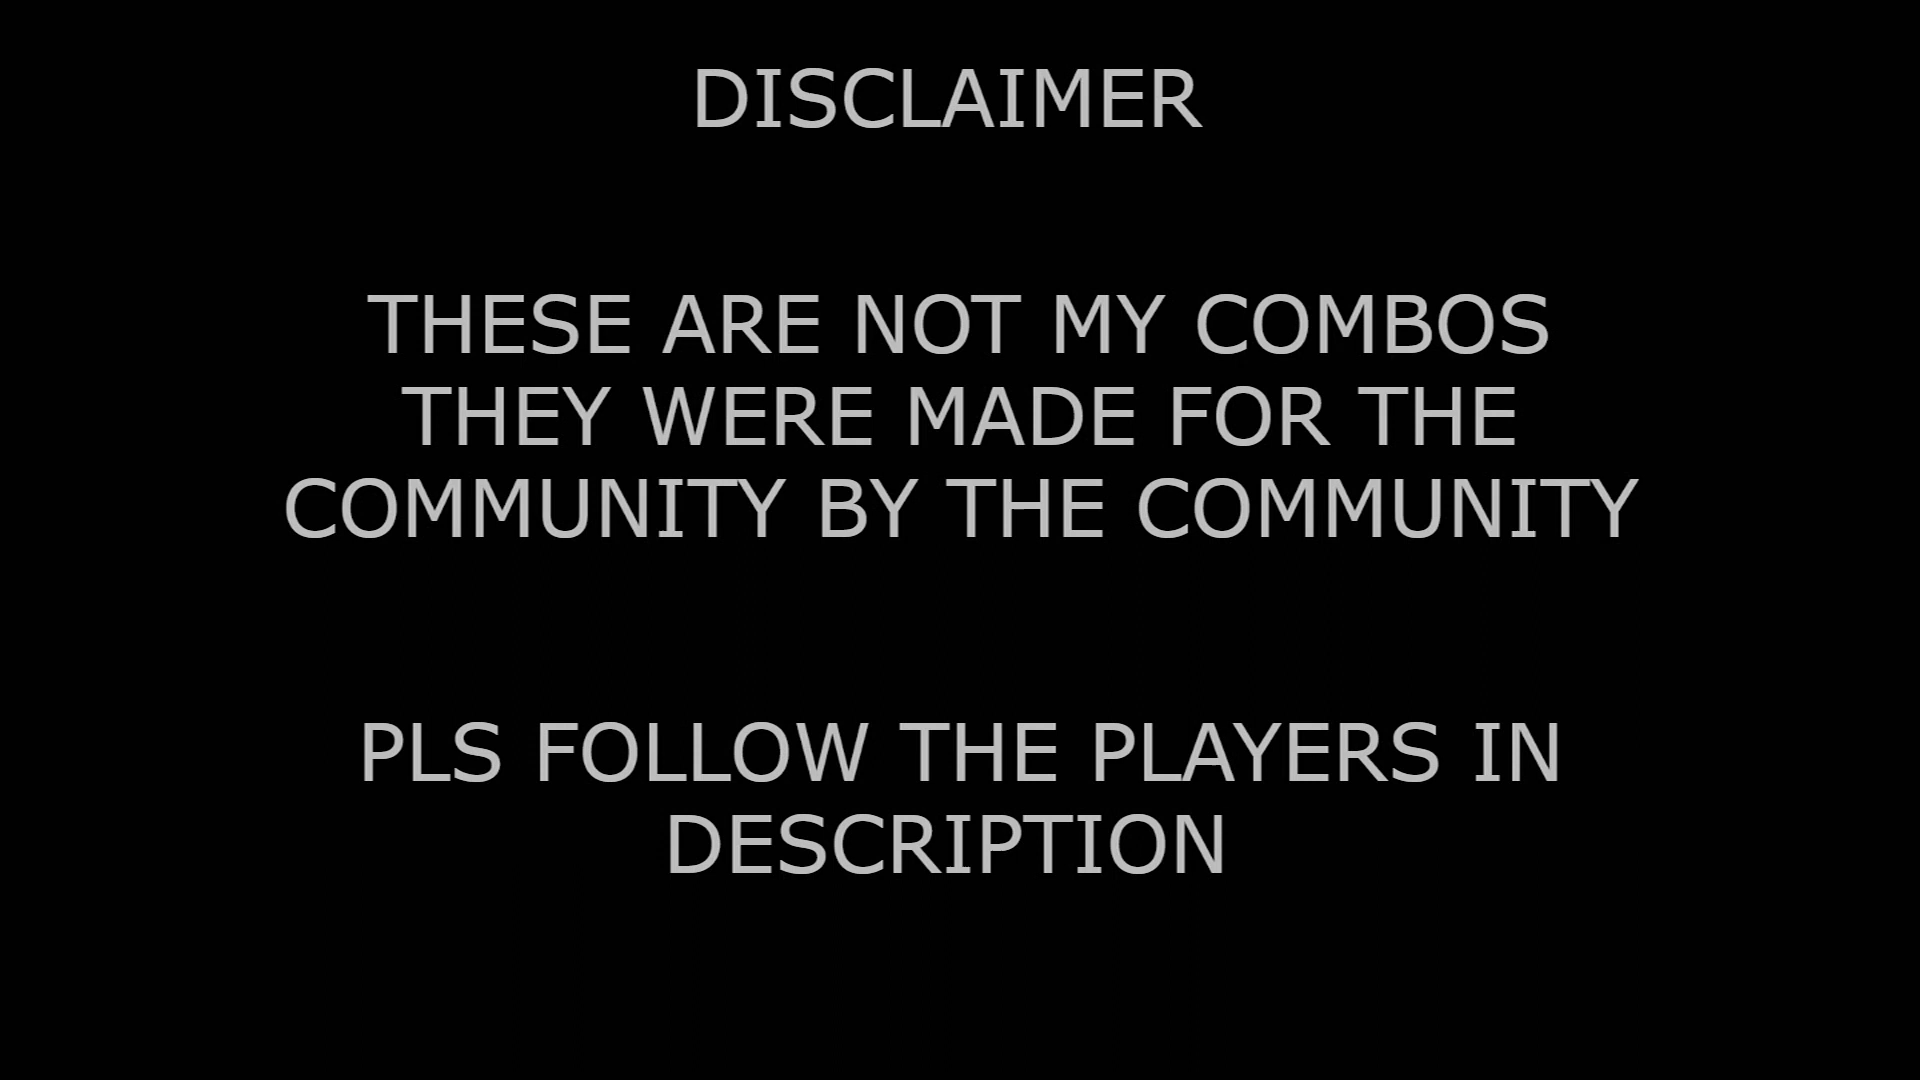 DISCLAIMER
THESE ARE NOT MY COMBOS
THEY WERE MADE FOR THE
COMMUNITY BY THE COMMUNITY
PLS FOLLOW THE PLAYERS IN
DESCRIPTION